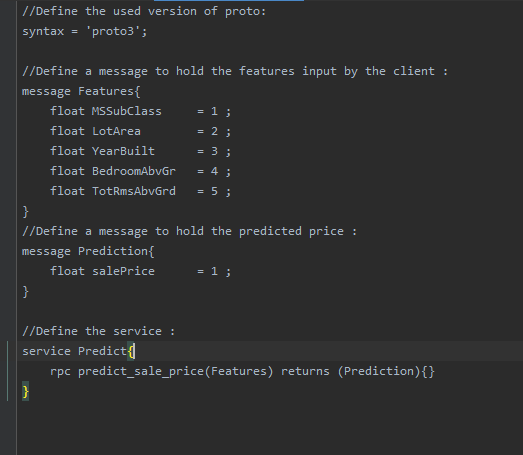 //Define the used version of proto:
syntax = 'proto3';
//Define a message to hold the features input by the client :
message Features{
    float MSSubClass     = 1 ;
    float LotArea        = 2 ;
    float YearBuilt      = 3 ;
    float BedroomAbvGr   = 4 ;
    float TotRmsAbvGrd   = 5 ;
}
//Define a message to hold the predicted price :
message Prediction{
    float salePrice      = 1 ;
}
//Define the service :
service Predict{
    rpc predict_sale_price(Features) returns (Prediction){}
}